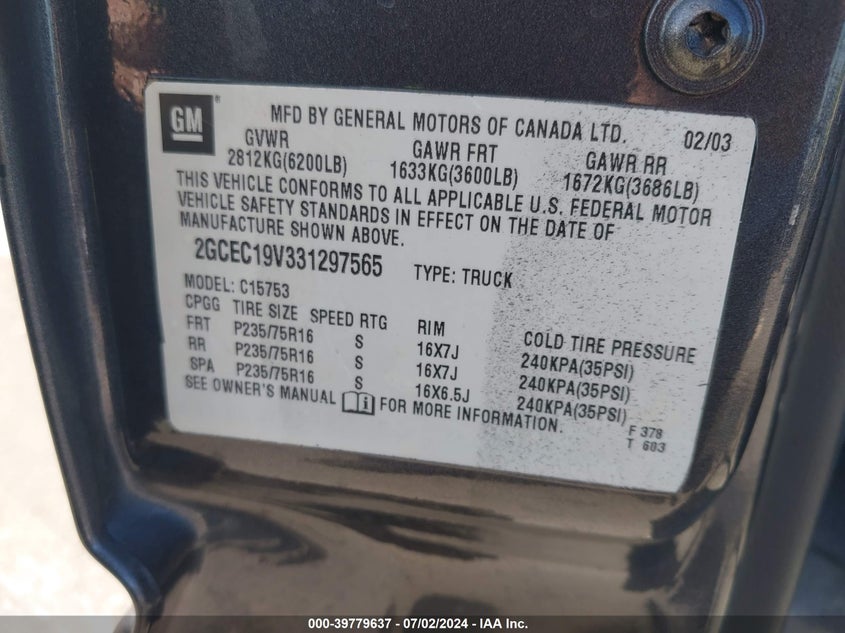 GM ® MFD BY GENERAL MOTORS OF CANADA LTD. 02/03
GVWR GAWR FRT GAWR RR
2812KG(6200LB) 1633KG(3600LB) 1672KG(3686LB)
THIS VEHICLE CONFORMS TO ALL APPLICABLE U.S. FEDERAL MOTOR
VEHICLE SAFETY STANDARDS IN EFFECT ON THE DATE OF
MANUFACTURE SHOWN ABOVE.
2GCEC19V331297565 TYPE: TRUCK
MODEL: C15753
CPGG TIRE SIZE SPEED RTG RIM COLD TIRE PRESSURE
FRT P235/75R16 S 16X7J 240KPA(35PSI)
RR P235/75R16 S 16X7J 240KPA(35PSI)
SPA P235/75R16 S 16X6.5J 240KPA(35PSI)
SEE OWNER'S MANUAL i FOR MORE INFORMATION.
F 378
T 603
000-39779637 - 07/02/2024 - IAA Inc.